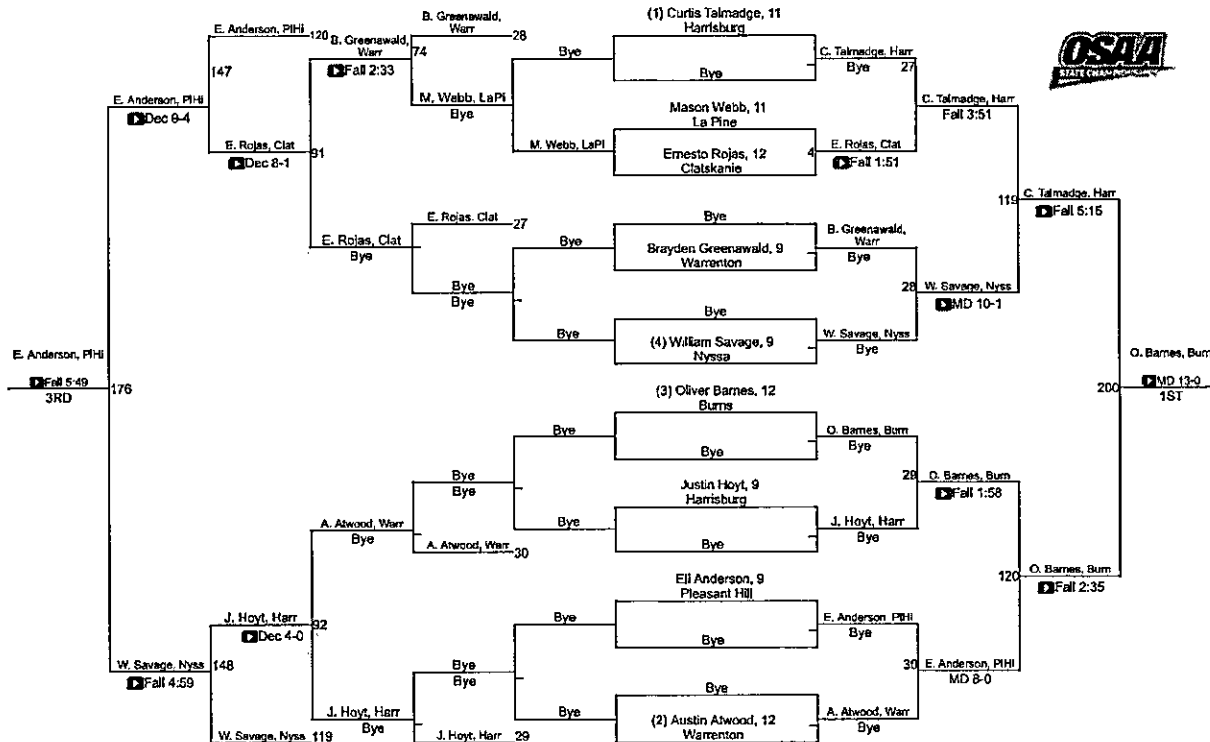 B. Greenawald,
Warr
28
(1) Curtis Talmadge, 11
Harrisburg
OSAA
STATE CHAMPIONSHIPS
E. Anderson, PlHi
120
B. Greenawald,
Warr
74
Fall 2:33
Bye
Bye
C. Talmadge, Harr
27
Bye
147
E. Anderson, PlHi
Dec 8-4
M. Webb, LaPi
Bye
Mason Webb, 11
La Pine
C. Talmadge, Harr
Fall 3:51
E. Rojas, Clat
91
Dec 8-1
M. Webb, LaPi
Ernesto Rojas, 12
Clatskanie
4
E. Rojas, Clat
Fall 1:51
119
C. Talmadge, Harr
Fall 5:15
E. Rojas, Clat
27
Bye
E. Rojas, Clat
Bye
Bye
Brayden Greenawald, 9
Warrenton
B. Greenawald,
Warr
Bye
Bye
Bye
28
W. Savage, Nyss
MD 10-1
Bye
Bye
(4) William Savage, 9
Nyssa
W. Savage, Nyss
Bye
E. Anderson, PlHi
Fall 5:49
176
3RD
O. Barnes, Burn
200
MD 13-0
1ST
(3) Oliver Barnes, 12
Burns
Bye
Bye
O. Barnes, Burn
Bye
Bye
Bye
Justin Hoyt, 9
Harrisburg
29
O. Barnes, Burn
Fall 1:58
A. Atwood, Warr
Bye
Bye
Bye
J. Hoyt, Harr
Bye
A. Atwood, Warr
30
Eli Anderson, 9
Pleasant Hill
120
O. Barnes, Burn
Fall 2:35
J. Hoyt, Harr
92
Dec 4-0
Bye
Bye
E. Anderson, PlHi
Bye
W. Savage, Nyss
148
Fall 4:59
Bye
Bye
30
E. Anderson, PlHi
MD 8-0
J. Hoyt, Harr
Bye
Bye
Bye
(2) Austin Atwood, 12
Warrenton
A. Atwood, Warr
Bye
W. Savage, Nyss
119
J. Hoyt, Harr
29